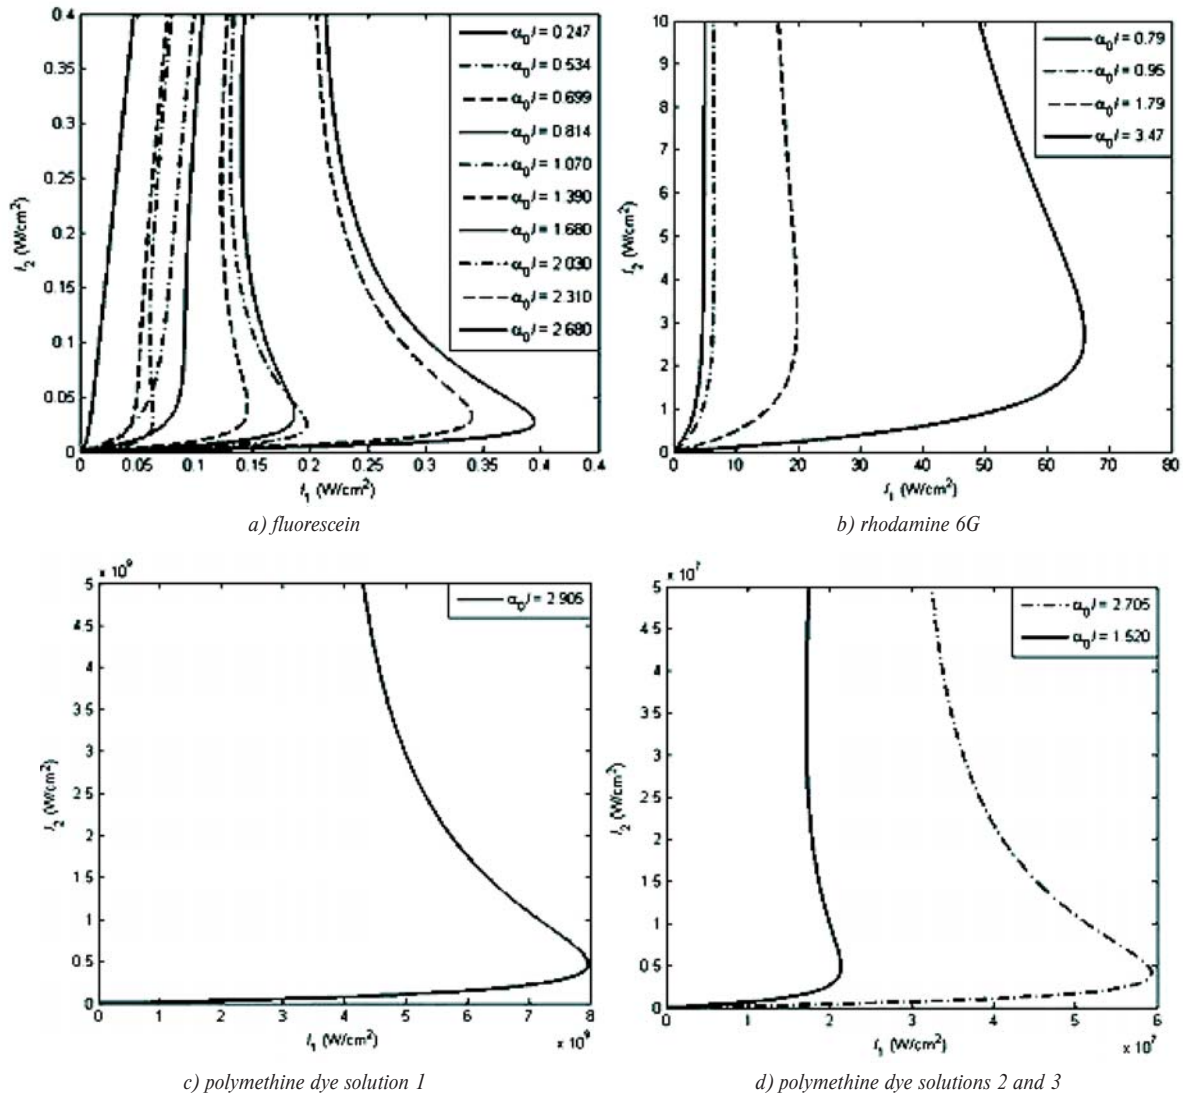 0.4
0.35
0.3
0.25
0.2
0.15
0.1
0.05
0
I2 (W/cm2)
α0l = 0.247
α0l = 0.534
α0l = 0.699
α0l = 0.814
α0l = 1.070
α0l = 1.390
α0l = 1.680
α0l = 2.030
α0l = 2.310
α0l = 2.680
0 0.05 0.1 0.15 0.2 0.25 0.3 0.35 0.4 0.4
I1 (W/cm2)
a) fluorescein
10
9
8
7
6
5
4
3
2
1
0
I2 (W/cm2)
α0l = 0.79
α0l = 0.95
α0l = 1.79
α0l = 3.47
0 10 20 30 40 50 60 70 80
I1 (W/cm2)
b) rhodamine 6G
x 10^9
5
4.5
4
3.5
3
2.5
2
1.5
1
0.5
0
I2 (W/cm2)
α0l = 2.905
0 1 2 3 4 5 6 7 8
I1 (W/cm2)
x 10^9
c) polymethine dye solution 1
x 10^7
5
4.5
4
3.5
3
2.5
2
1.5
1
0.5
0
I2 (W/cm2)
α0l = 2.705
α0l = 1.520
0 1 2 3 4 5 6
I1 (W/cm2)
x 10^7
d) polymethine dye solutions 2 and 3